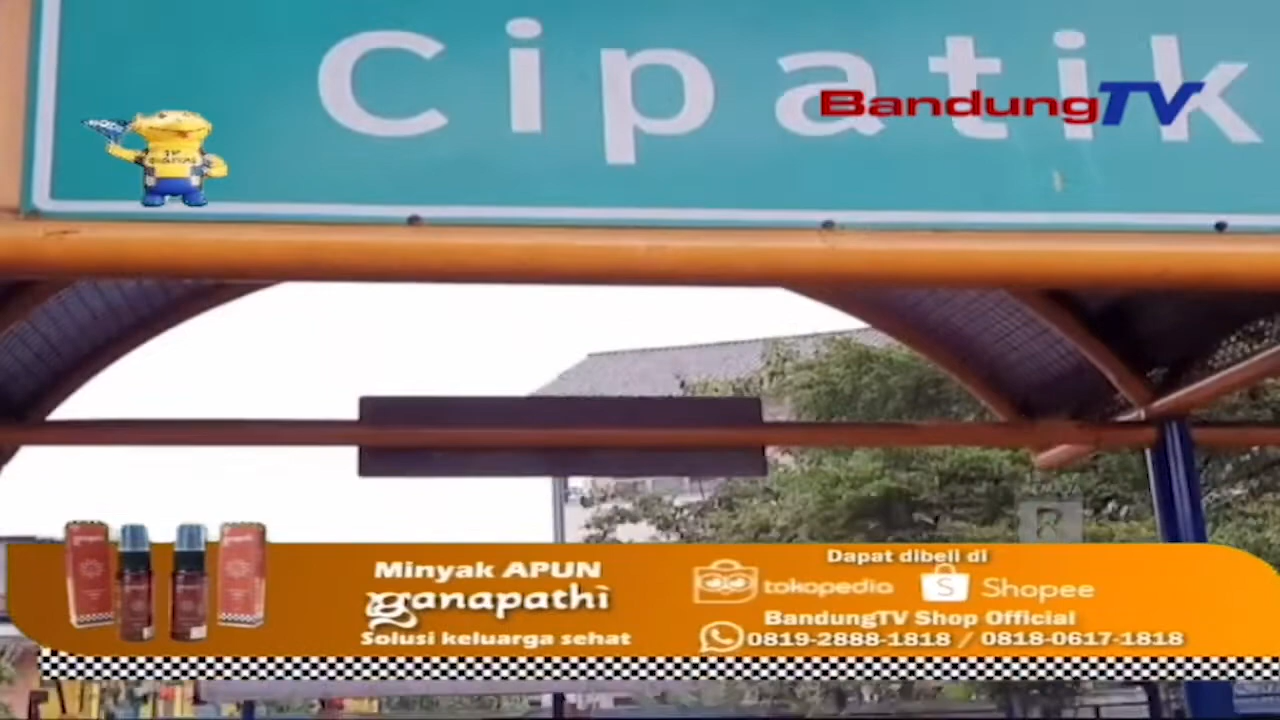 Cipatik
BandungTV
Minyak APUN
ganapathi
Solusi keluarga sehat
Dapat dibeli di
tokopedia
Shopee
BandungTV Shop Official
0819-2888-1818 / 0818-0617-1818
R